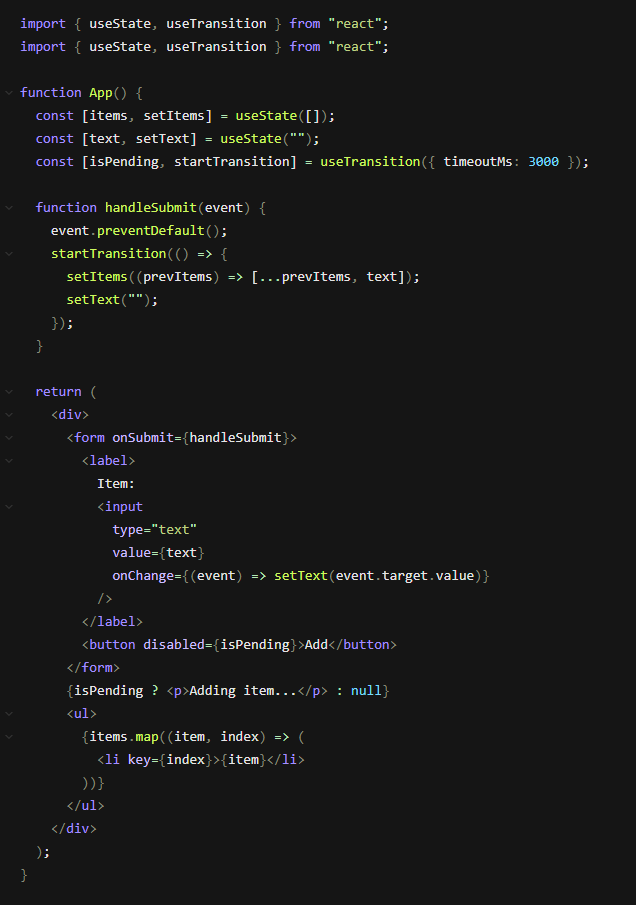 import { useState, useTransition } from "react";
import { useState, useTransition } from "react";

function App() {
  const [items, setItems] = useState([]);
  const [text, setText] = useState("");
  const [isPending, startTransition] = useTransition({ timeoutMs: 3000 });

  function handleSubmit(event) {
    event.preventDefault();
    startTransition(() => {
      setItems((prevItems) => [...prevItems, text]);
      setText("");
    });
  }

  return (
    <div>
      <form onSubmit={handleSubmit}>
        <label>
          Item:
          <input
            type="text"
            value={text}
            onChange={(event) => setText(event.target.value)}
          />
        </label>
        <button disabled={isPending}>Add</button>
      </form>
      {isPending ? <p>Adding item...</p> : null}
      <ul>
        {items.map((item, index) => (
          <li key={index}>{item}</li>
        ))}
      </ul>
    </div>
  );
}